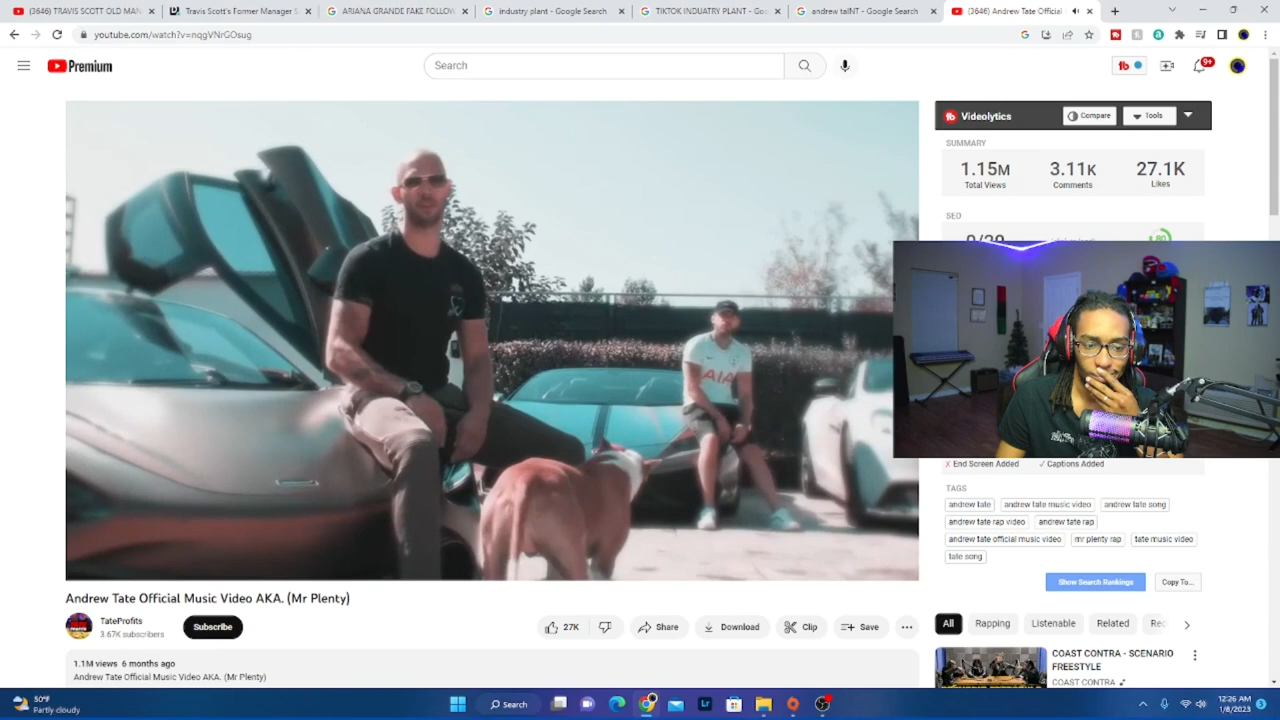 (3646) TRAVIS SCOTT OLD MAN
Travis Scott's Former Manager S
ARIANA GRANDE FAKE FOLLOW
industry plant - Google Search
TIKTOK INDUSTRY PLANT - Goo
andrew taINT - Google Search
(3646) Andrew Tate Official
youtube.com/watch?v=nqgVNrGOsug
Premium
Search
9+
Videolytics
Compare
Tools
SUMMARY
1.15M
3.11K
27.1K
Total Views
Comments
Likes
SEO
80
AIA
End Screen Added
Captions Added
TAGS
andrew tate
andrew tate music video
andrew tate song
andrew tate rap video
andrew tate rap
andrew tate official music video
mr plenty rap
tate music video
tate song
Show Search Rankings
Copy To...
Andrew Tate Official Music Video AKA. (Mr Plenty)
TateProfits
3.67K subscribers
Subscribe
27K
Share
Download
Clip
Save
All
Rapping
Listenable
Related
Rec
1.1M views 6 months ago
Andrew Tate Official Music Video AKA. (Mr Plenty)
COAST CONTRA - SCENARIO
FREESTYLE
COAST CONTRA
50°F
Partly cloudy
Search
12:26 AM
1/8/2023